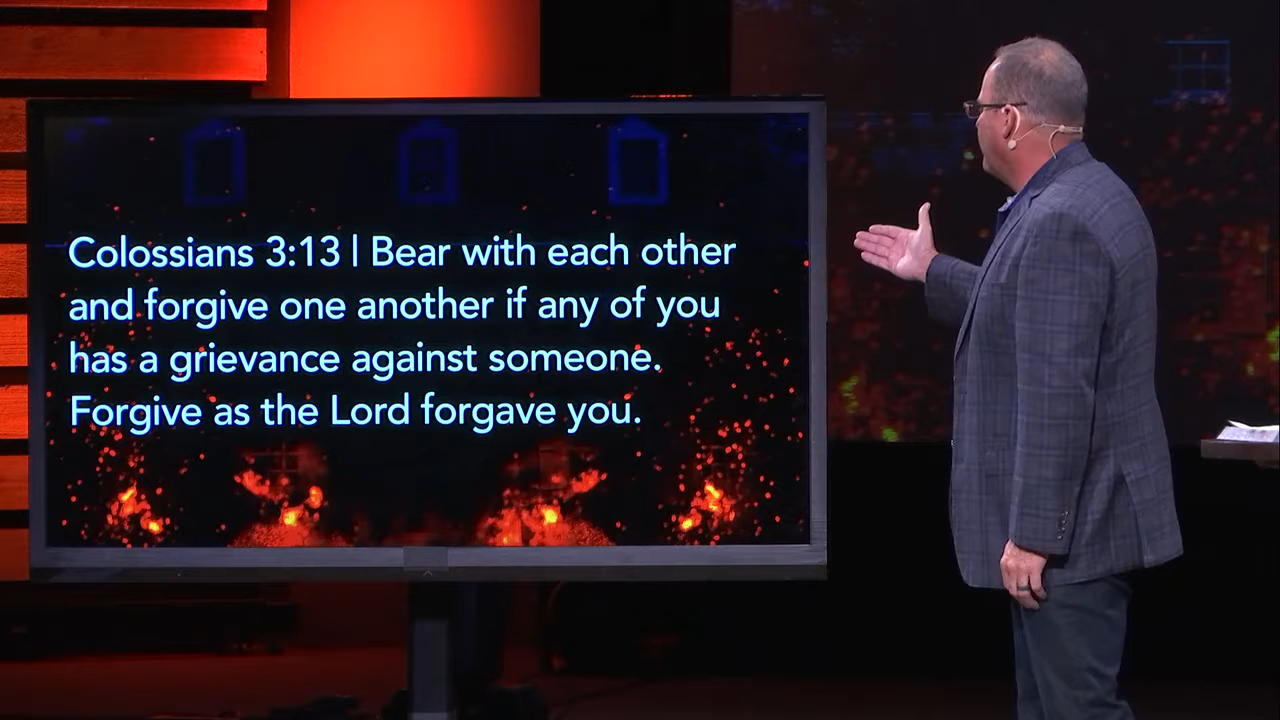 Colossians 3:13 | Bear with each other
and forgive one another if any of you
has a grievance against someone.
Forgive as the Lord forgave you.